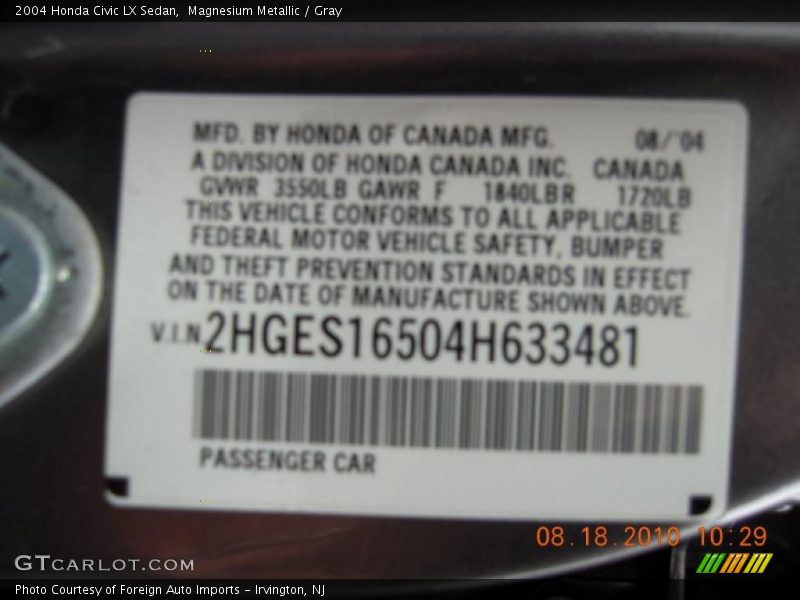 2004 Honda Civic LX Sedan, Magnesium Metallic / Gray
MFD. BY HONDA OF CANADA MFG. 08/'04
A DIVISION OF HONDA CANADA INC. CANADA
GVWR 3550LB GAWR F 1840LB R 1720LB
THIS VEHICLE CONFORMS TO ALL APPLICABLE
FEDERAL MOTOR VEHICLE SAFETY, BUMPER
AND THEFT PREVENTION STANDARDS IN EFFECT
ON THE DATE OF MANUFACTURE SHOWN ABOVE.
V.I.N 2HGES16504H633481
PASSENGER CAR
08.18.2010 10:29
GTCARLOT.COM
Photo Courtesy of Foreign Auto Imports - Irvington, NJ